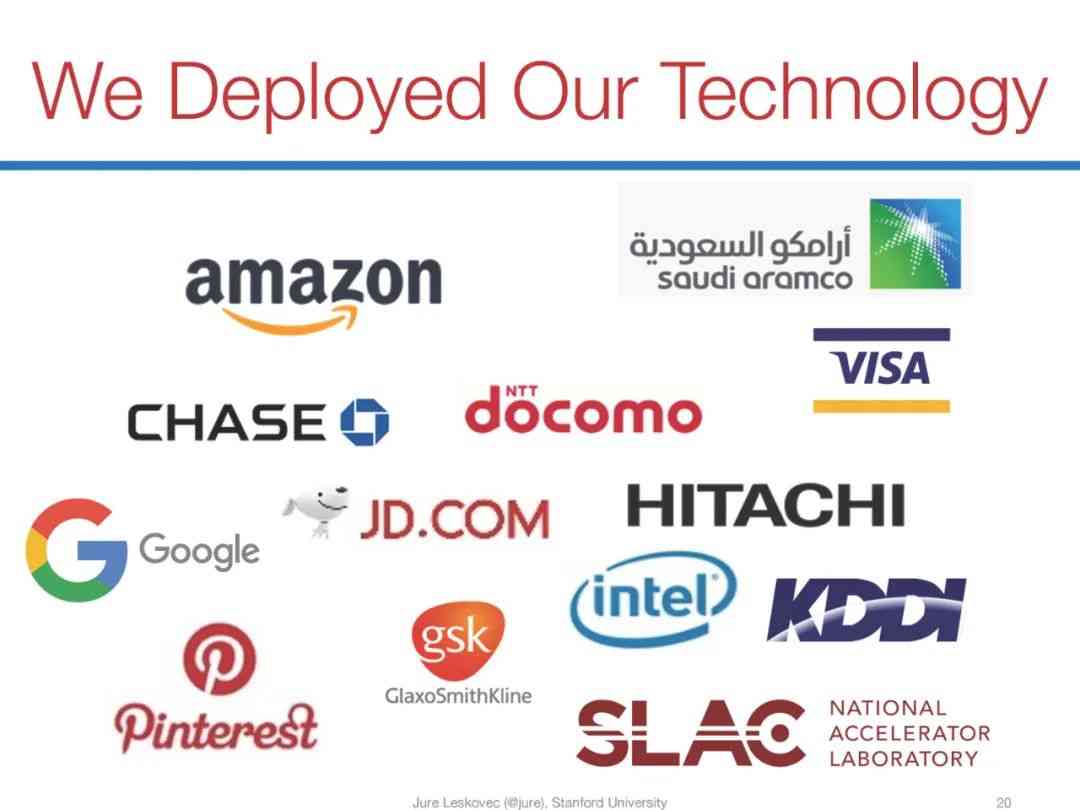 We Deployed Our Technology
amazon
أرامكو السعودية
saudi aramco
VISA
CHASE
NTT
döcomo
JD.COM
HITACHI
Google
intel
KDDI
gsk
GlaxoSmithKline
Pinterest
SLAC
NATIONAL
ACCELERATOR
LABORATORY
Jure Leskovec (@jure), Stanford University
20